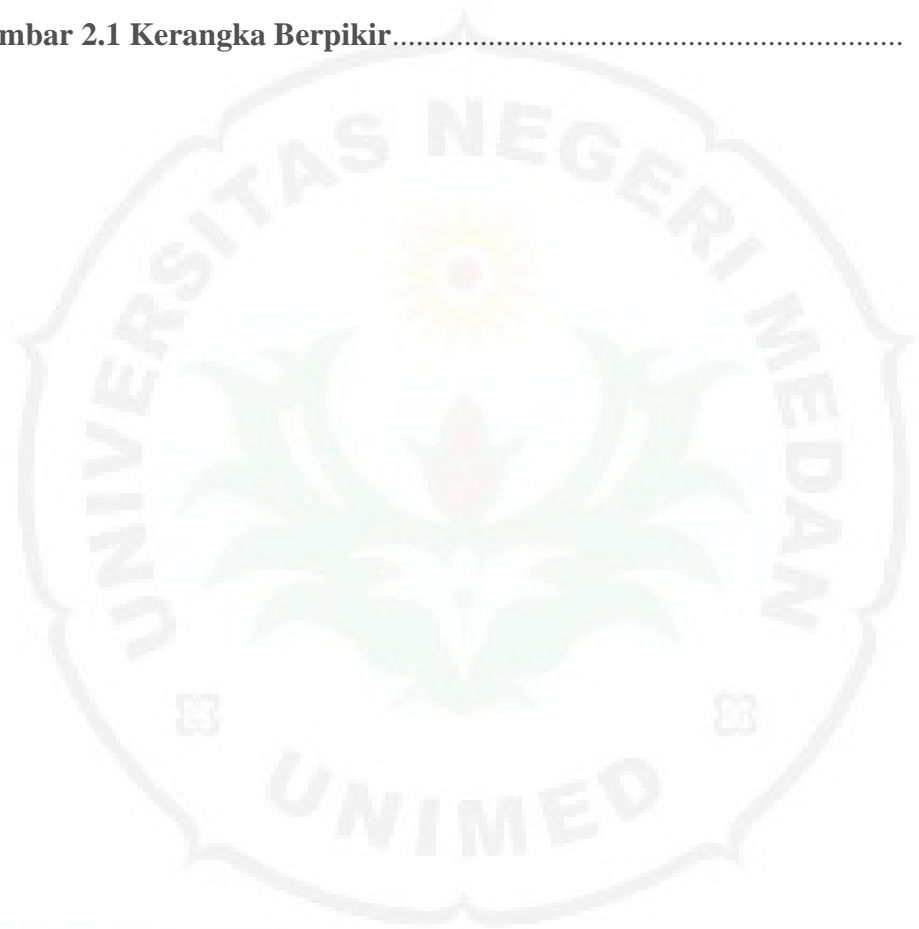 mbar 2.1 Kerangka Berpikir........................................................
UNIVERSITAS NEGERI MEDAN
UNIMED